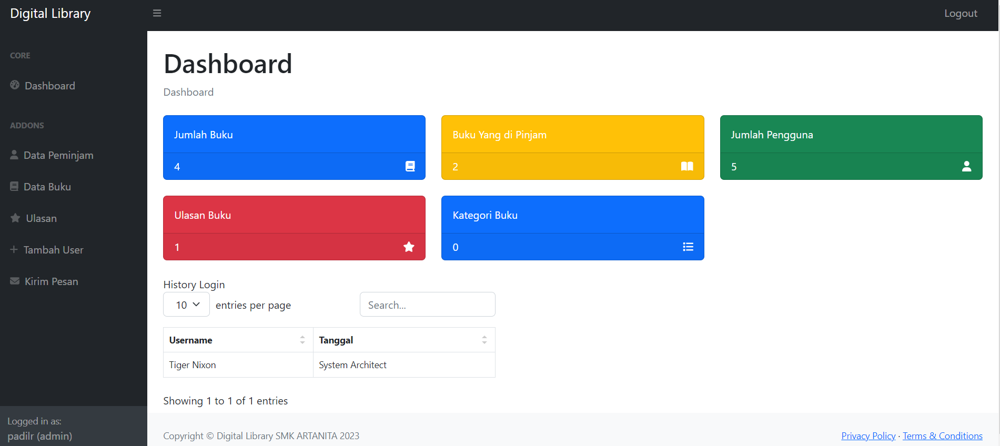 Digital Library
Logout
CORE
Dashboard
ADDONS
Data Peminjam
Data Buku
Ulasan
Tambah User
Kirim Pesan
Logged in as:
padilr (admin)
Dashboard
Dashboard
Jumlah Buku
4
Buku Yang di Pinjam
2
Jumlah Pengguna
5
Ulasan Buku
1
Kategori Buku
0
History Login
10 entries per page
Search...
Username Tanggal
Tiger Nixon System Architect
Showing 1 to 1 of 1 entries
Copyright © Digital Library SMK ARTANITA 2023
Privacy Policy · Terms & Conditions